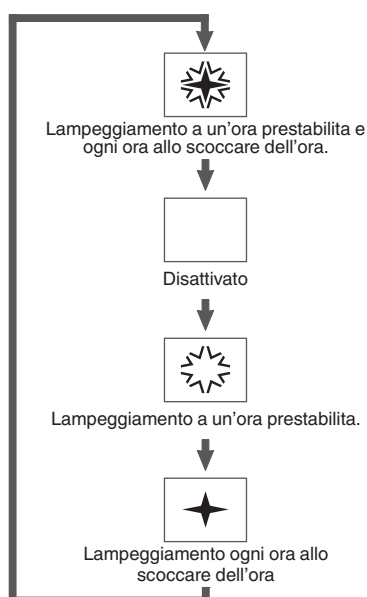 Lampeggiamento a un'ora prestabilita e
ogni ora allo scoccare dell'ora.
Disattivato
Lampeggiamento a un'ora prestabilita.
Lampeggiamento ogni ora allo
scoccare dell'ora